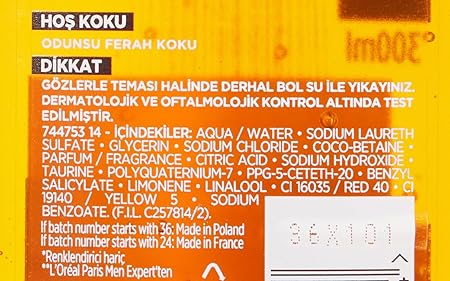 HOŞ KOKU
ODUNSU FERAH KOKU
DİKKAT
GÖZLERLE TEMASI HALİNDE DERHAL BOL SU İLE YIKAYINIZ.
DERMATOLOJİK VE OFTALMOLOJİK KONTROL ALTINDA TEST
EDİLMİŞTİR.
744753 14 - İÇİNDEKİLER: AQUA / WATER • SODIUM LAURETH
SULFATE • GLYCERIN • SODIUM CHLORIDE • COCO-BETAINE •
PARFUM / FRAGRANCE • CITRIC ACID • SODIUM HYDROXIDE •
TAURINE • POLYQUATERNIUM-7 • PPG-5-CETETH-20 • BENZYL
SALICYLATE • LIMONENE • LINALOOL • CI 16035 / RED 40 • CI
19140 / YELLOW 5 • SODIUM
BENZOATE. (F.I.L. C257814/2).
If batch number starts with 36: Made in Poland
If batch number starts with 24: Made in France
*Renklendirici hariç
**L'Oréal Paris Men Expert'ten
300ml
36X101